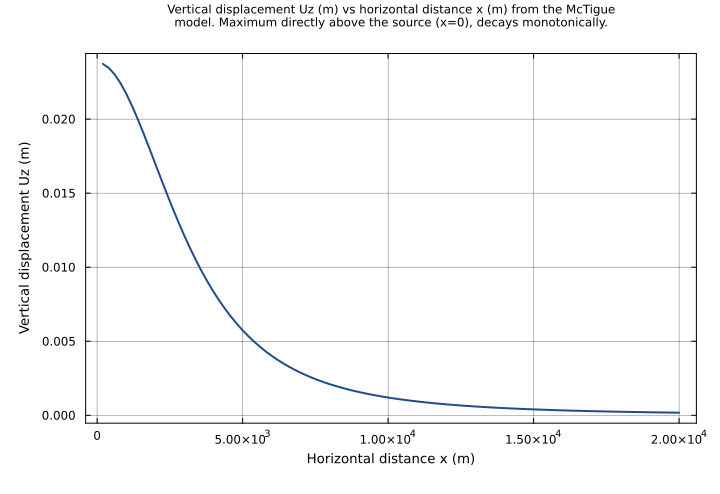 Vertical displacement Uz (m) vs horizontal distance x (m) from the McTigue
model. Maximum directly above the source (x=0), decays monotonically.
Vertical displacement Uz (m)
0.020
0.015
0.010
0.005
0.000
0 5.00×10³ 1.00×10⁴ 1.50×10⁴ 2.00×10⁴
Horizontal distance x (m)